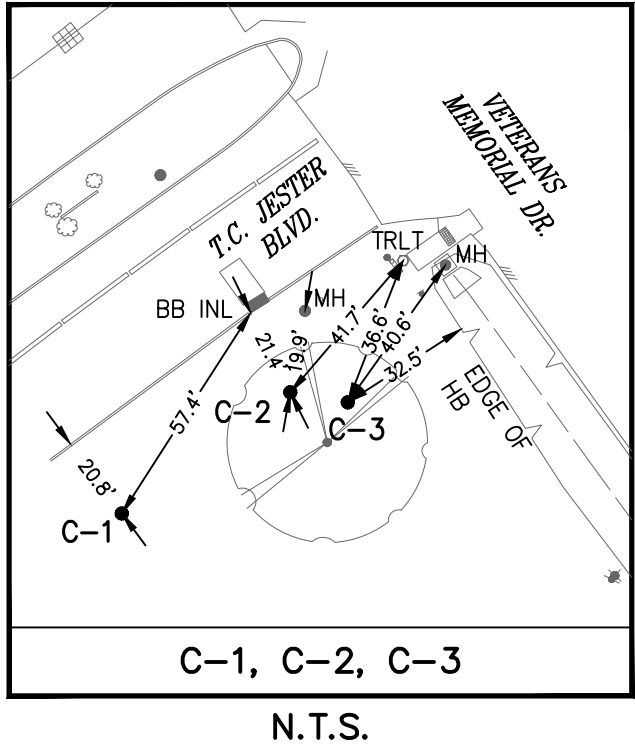 VETERANS
MEMORIAL DR.
T.C. JESTER
BLVD.
TRLT
MH
BB INL
MH
41.7'
36.6'
40.6'
21.4'
19.9'
32.5'
57.4'
C-2
C-3
EDGE OF
HB
20.8'
C-1
C-1, C-2, C-3
N.T.S.